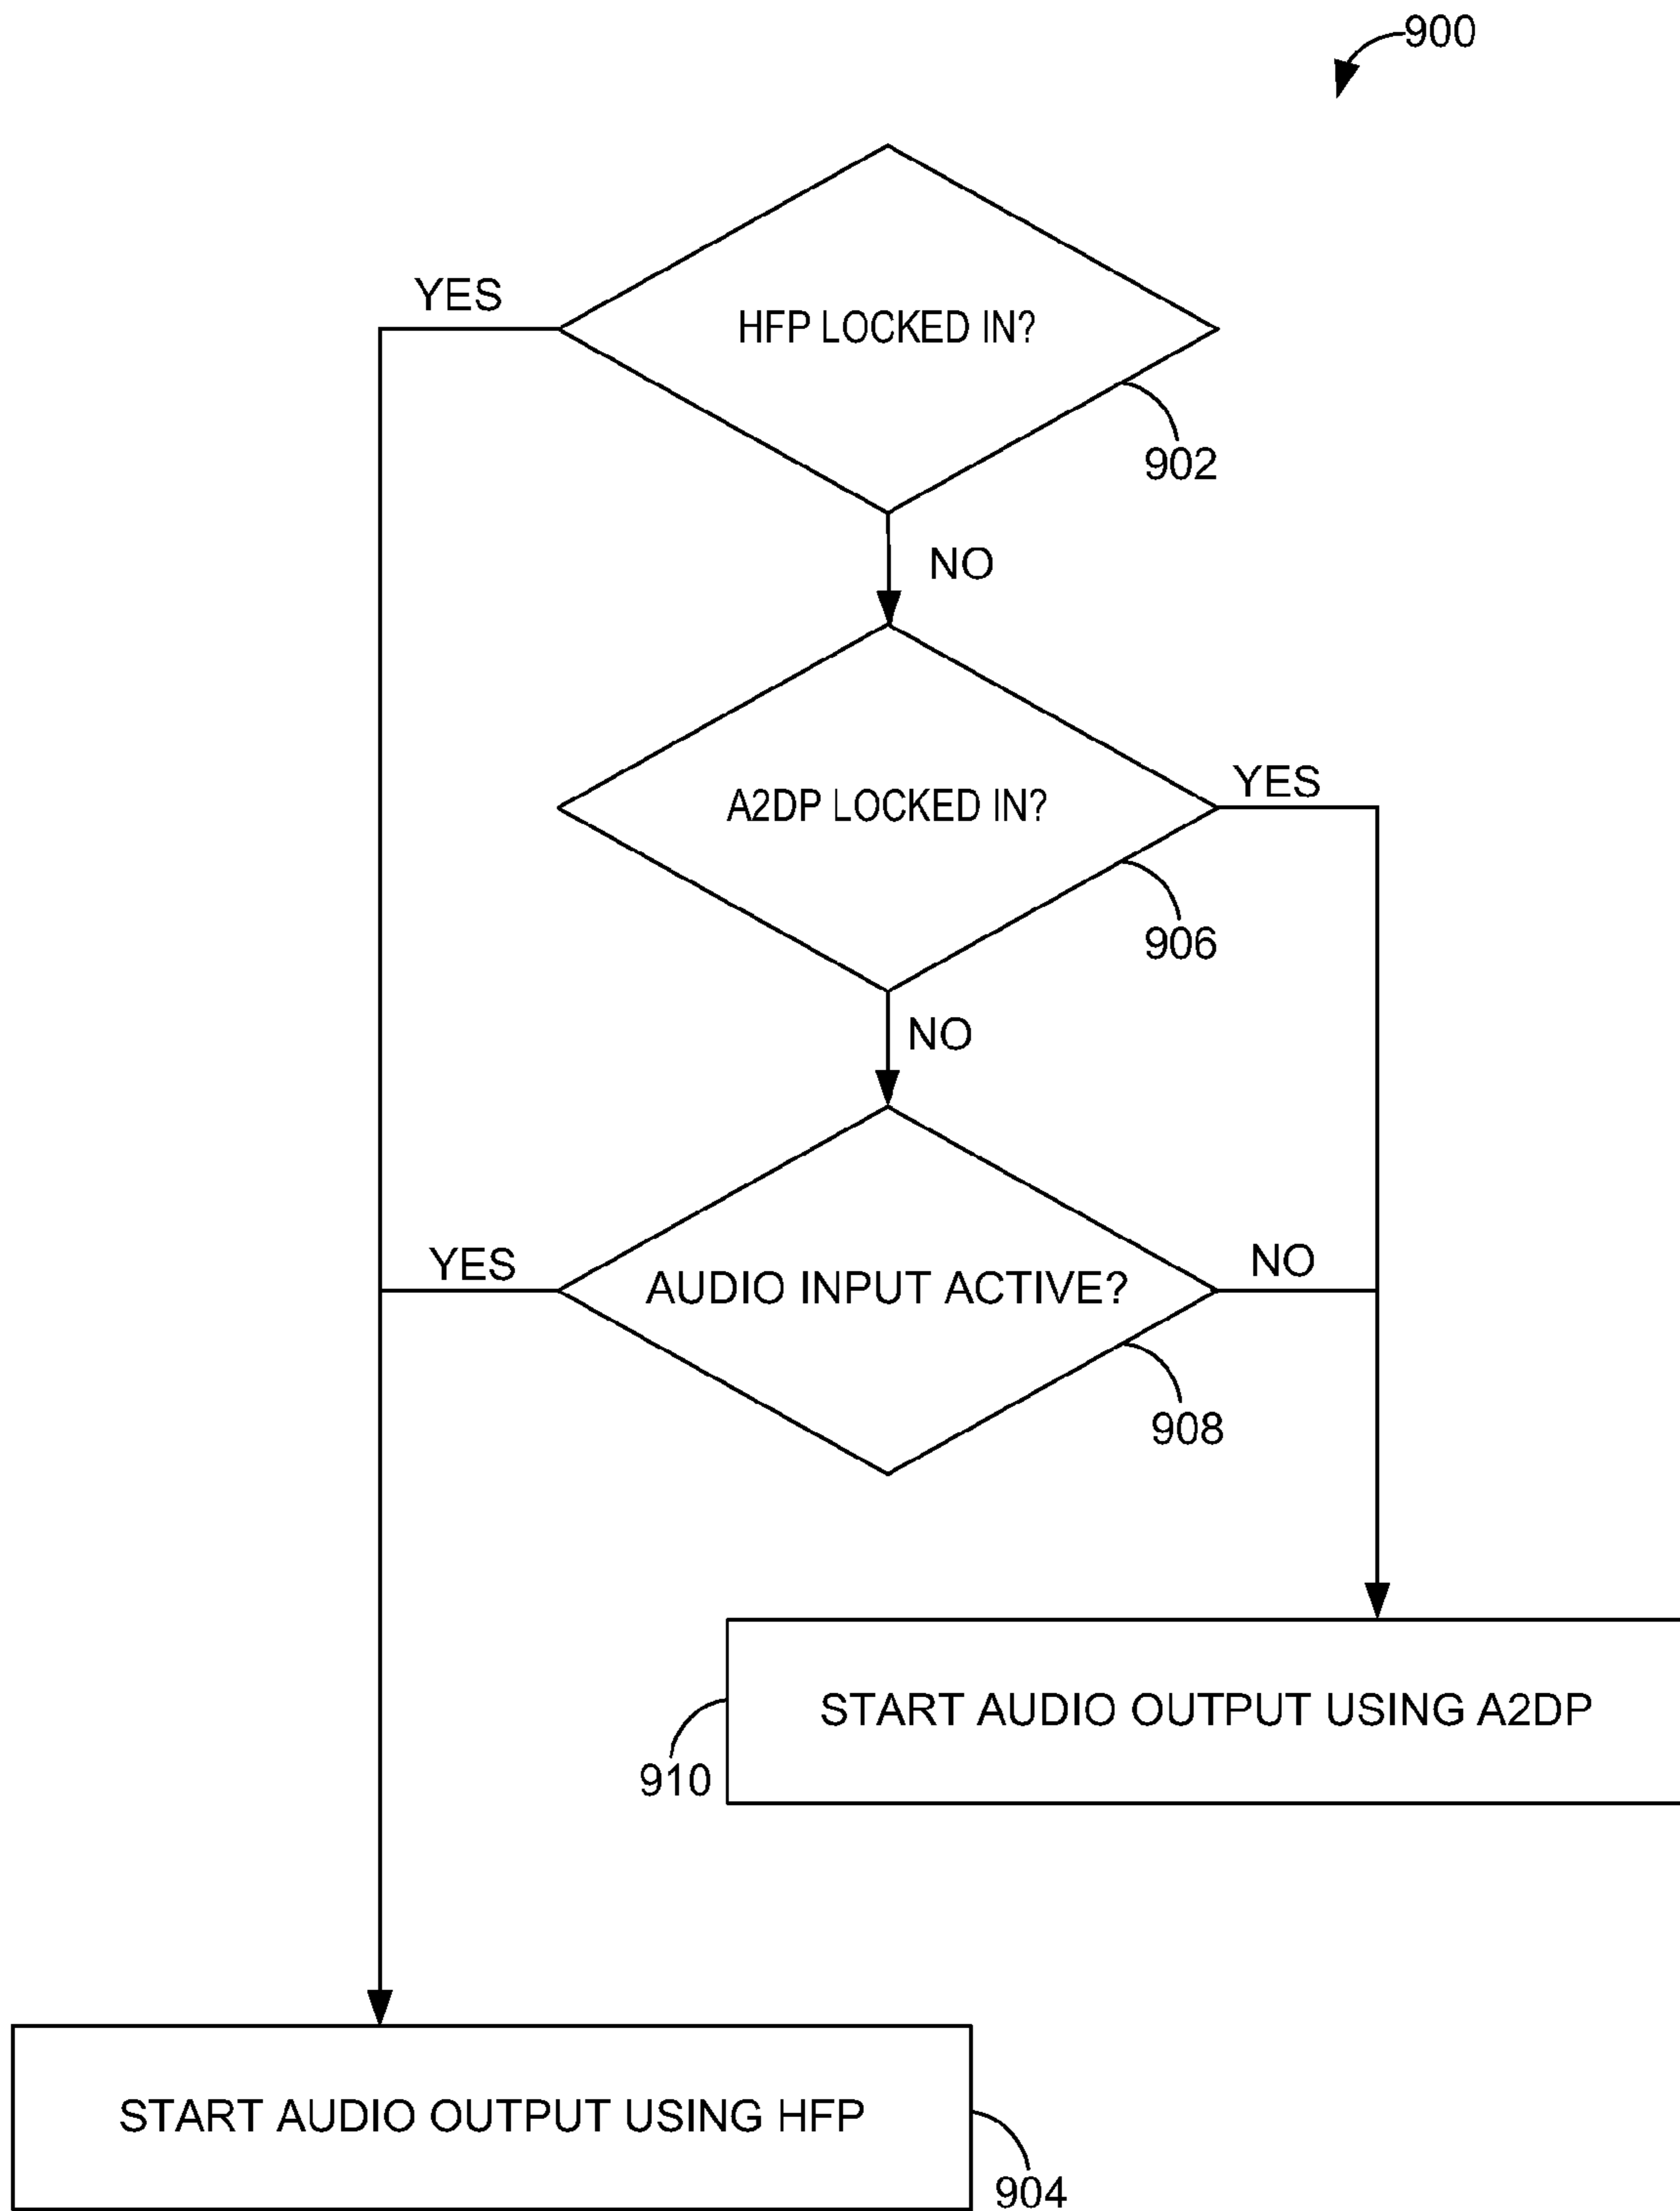 900
YES
HFP LOCKED IN?
902
NO
YES
A2DP LOCKED IN?
906
NO
YES
AUDIO INPUT ACTIVE?
NO
908
START AUDIO OUTPUT USING A2DP
910
START AUDIO OUTPUT USING HFP
904